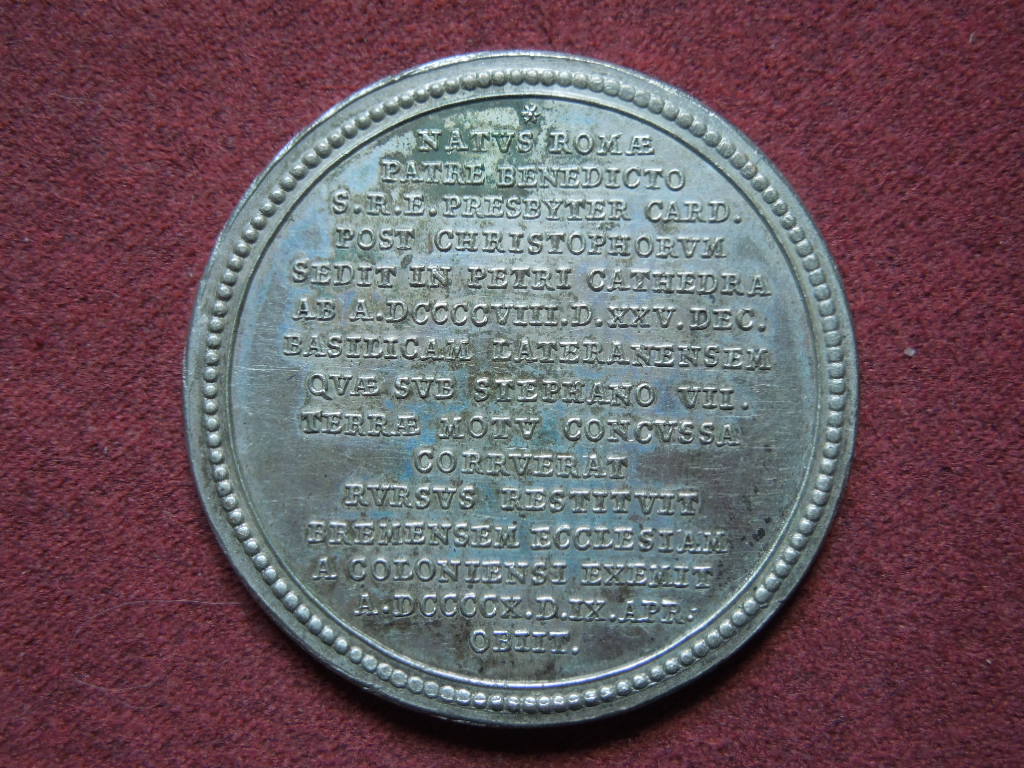 NATVS ROMÆ
PATRE BENEDICTO
S.R.E. PRESBYTER CARD.
POST CHRISTOPHORVM
SEDIT IN PETRI CATHEDRA
AB A.DCCCCVIII.D.XXV.DEC.
BASILICAM LATERANENSEM
QVÆ SVB STEPHANO VII.
TERRÆ MOTV CONCVSSA
CORRVERAT
RVRSVS RESTITVIT
BREMENSEM ECCLESIAM
A COLONIENSI EXEMIT
A.DCCCCX.D.IX.APR.
OBIIT.